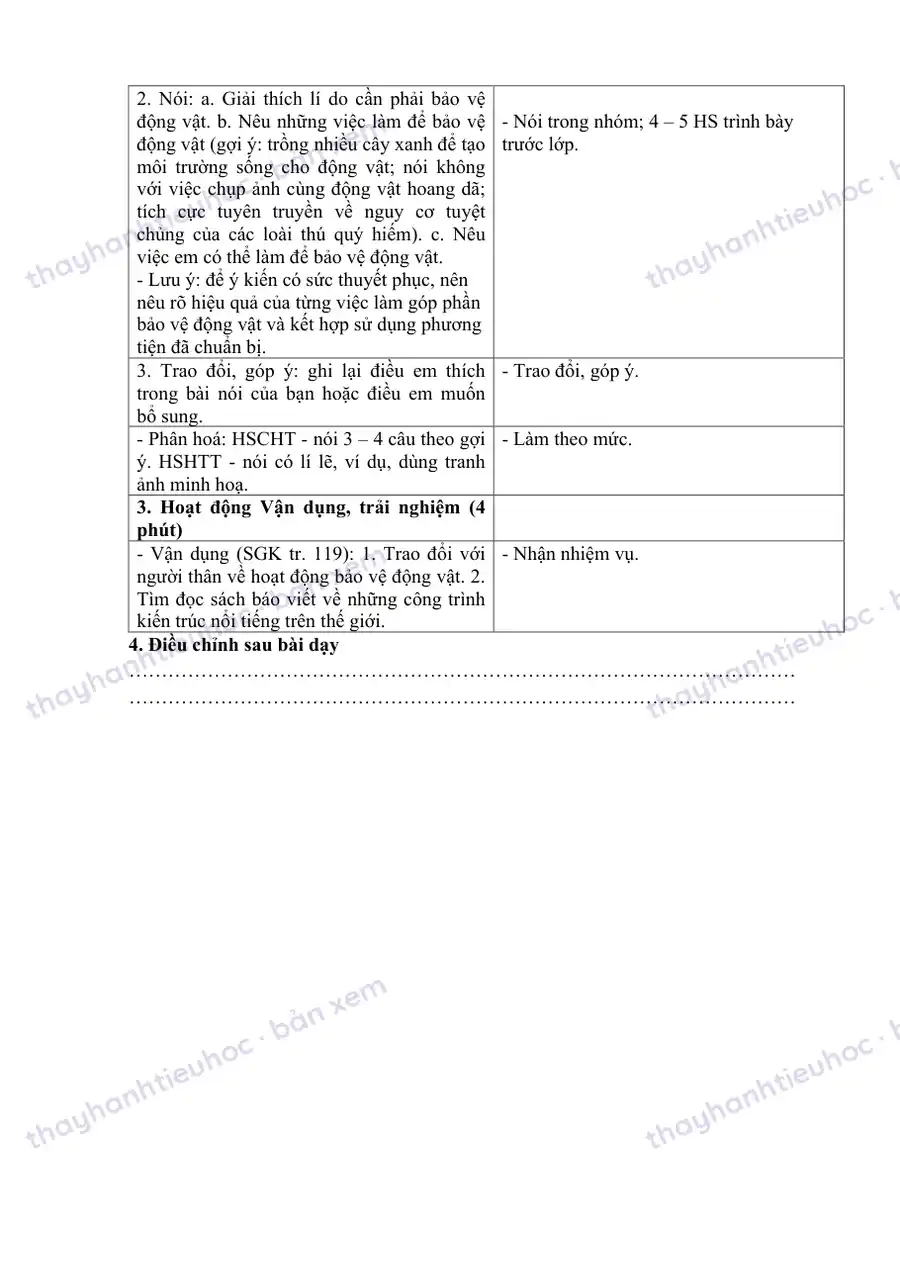 2. Nói: a. Giải thích lí do cần phải bảo vệ
động vật. b. Nêu những việc làm để bảo vệ
động vật (gợi ý: trồng nhiều cây xanh để tạo
môi trường sống cho động vật; nói không
với việc chụp ảnh cùng động vật hoang dã;
tích cực tuyên truyền về nguy cơ tuyệt
chủng của các loài thú quý hiếm). c. Nêu
việc em có thể làm để bảo vệ động vật.
- Lưu ý: để ý kiến có sức thuyết phục, nên
nêu rõ hiệu quả của từng việc làm góp phần
bảo vệ động vật và kết hợp sử dụng phương
tiện đã chuẩn bị.
- Nói trong nhóm; 4 – 5 HS trình bày
trước lớp.
3. Trao đổi, góp ý: ghi lại điều em thích
trong bài nói của bạn hoặc điều em muốn
bổ sung.
- Trao đổi, góp ý.
- Phân hoá: HSCHT - nói 3 – 4 câu theo gợi
ý. HSHTT - nói có lí lẽ, ví dụ, dùng tranh
ảnh minh hoạ.
- Làm theo mức.
3. Hoạt động Vận dụng, trải nghiệm (4
phút)
- Vận dụng (SGK tr. 119): 1. Trao đổi với
người thân về hoạt động bảo vệ động vật. 2.
Tìm đọc sách báo viết về những công trình
kiến trúc nổi tiếng trên thế giới.
- Nhận nhiệm vụ.
4. Điều chỉnh sau bài dạy
…………………………………………………………………………………………
…………………………………………………………………………………………
thayhanhtieuhoc · bản xem
thayhanhtieuhoc · b
thayhanhtieuhoc · bản xem
thayhanhtieuhoc · b
thayhanhtieuhoc · bản xem
thayhanhtieuhoc · b